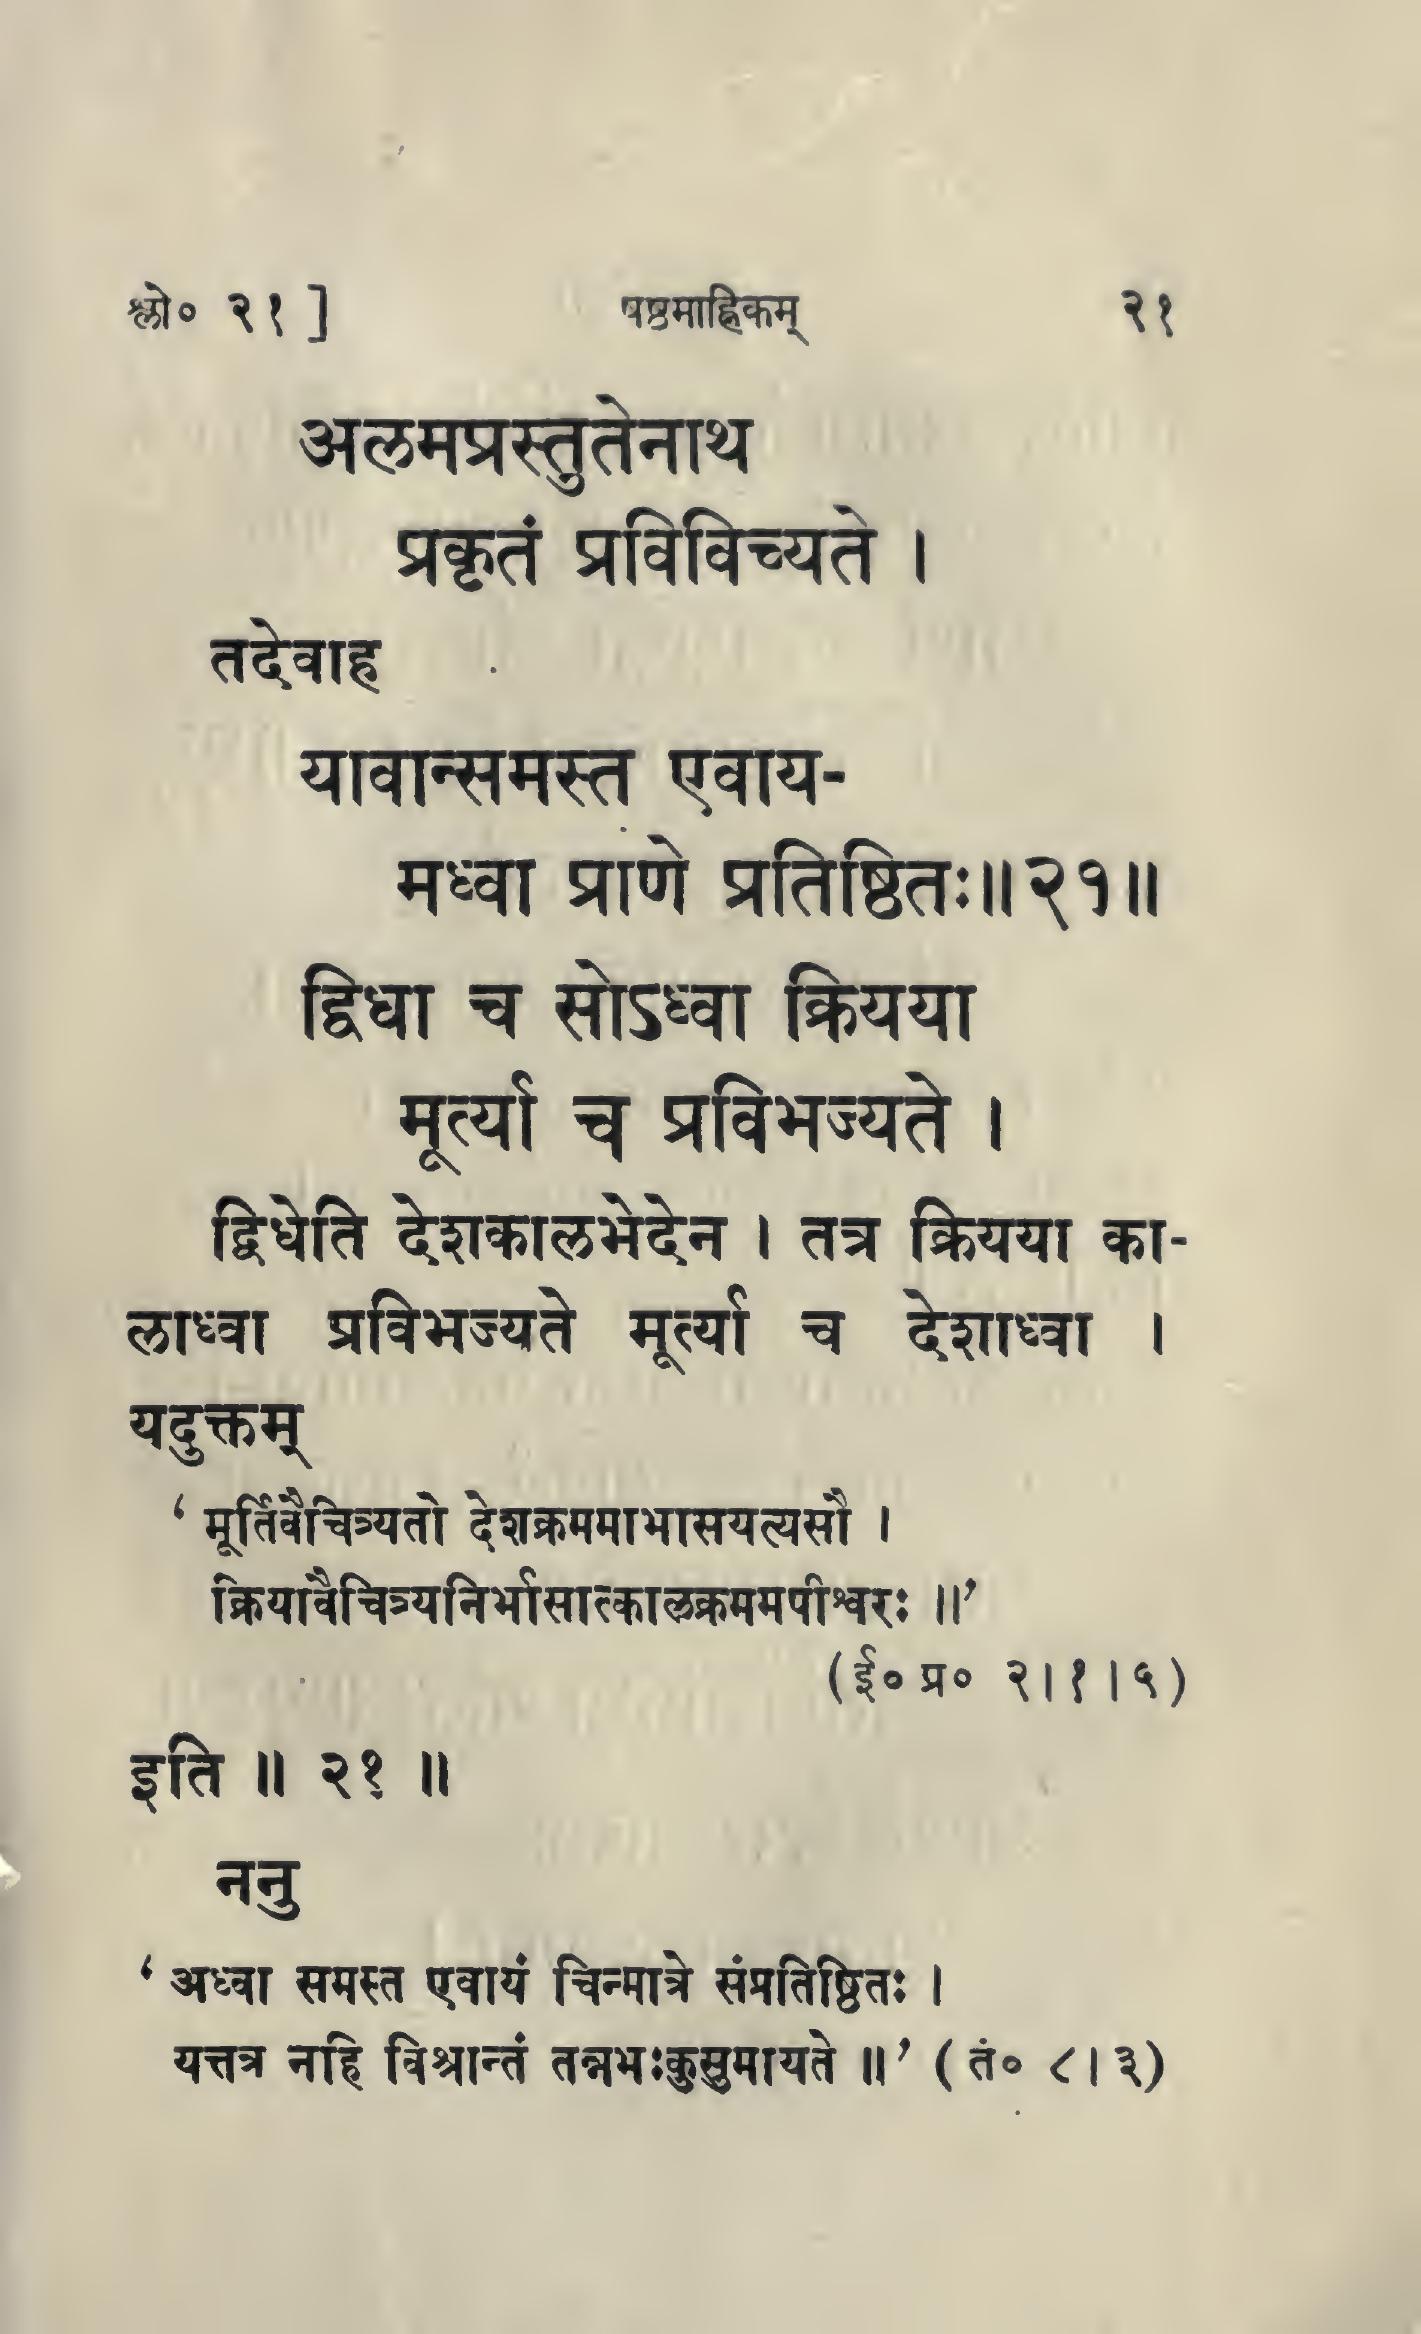 श्लो० २१ ] षष्ठमाह्निकम् २१
अलमप्रस्तुतेनाथ
प्रकृतं प्रविविच्यते ।
तदेवाह
यावान्समस्त एवाय-
मध्वा प्राणे प्रतिष्ठितः॥२१॥
द्विधा च सोऽध्वा क्रियया
मूर्त्या च प्रविभज्यते ।
द्विधेति देशकालभेदेन । तत्र क्रियया का-
लाध्वा प्रविभज्यते मूर्त्या च देशाध्वा ।
यदुक्तम्
‘ मूर्तिवैचित्र्यतो देशक्रममाभासयत्यसौ ।
क्रियावैचित्र्यनिर्भासात्कालक्रममपीश्वरः ॥’
(ई० प्र० २।१।५)
इति ॥ २१ ॥
ननु
‘ अध्वा समस्त एवायं चिन्मात्रे संप्रतिष्ठितः ।
यत्तत्र नहि विश्रान्तं तन्नभःकुसुमायते ॥’ ( तं० ८।३)